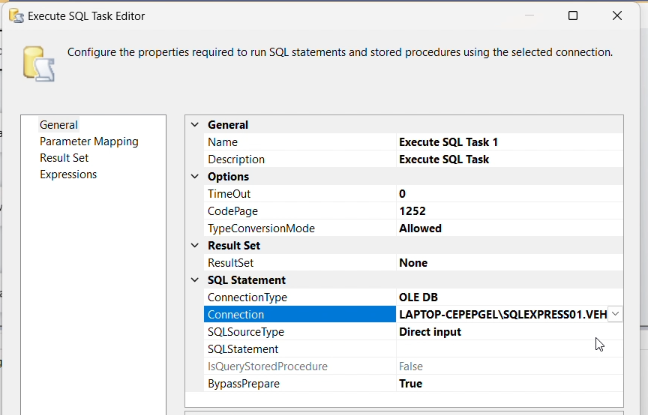 Execute SQL Task Editor
Configure the properties required to run SQL statements and stored procedures using the selected connection.
General
Parameter Mapping
Result Set
Expressions
General
Name Execute SQL Task 1
Description Execute SQL Task
Options
TimeOut 0
CodePage 1252
TypeConversionMode Allowed
Result Set
ResultSet None
SQL Statement
ConnectionType OLE DB
Connection LAPTOP-CEPEPGEL\SQLEXPRESS01.VEH
SQLSourceType Direct input
SQLStatement
IsQueryStoredProcedure False
BypassPrepare True